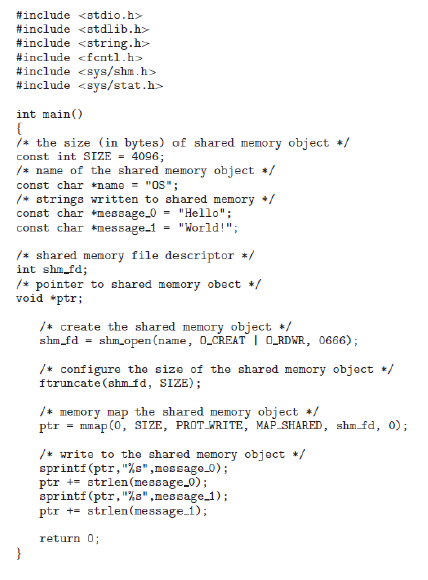 #include <stdio.h>
#include <stdlib.h>
#include <string.h>
#include <fcntl.h>
#include <sys/shm.h>
#include <sys/stat.h>

int main()
{
/* the size (in bytes) of shared memory object */
const int SIZE = 4096;
/* name of the shared memory object */
const char *name = "OS";
/* strings written to shared memory */
const char *message_0 = "Hello";
const char *message_1 = "World!";

/* shared memory file descriptor */
int shm_fd;
/* pointer to shared memory obect */
void *ptr;

/* create the shared memory object */
shm_fd = shm_open(name, O_CREAT | O_RDWR, 0666);

/* configure the size of the shared memory object */
ftruncate(shm_fd, SIZE);

/* memory map the shared memory object */
ptr = mmap(0, SIZE, PROT_WRITE, MAP_SHARED, shm_fd, 0);

/* write to the shared memory object */
sprintf(ptr,"%s",message_0);
ptr += strlen(message_0);
sprintf(ptr,"%s",message_1);
ptr += strlen(message_1);

return 0;
}